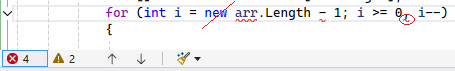 for (int i = new arr.Length - 1; i >= 0, i--)
{
4 2